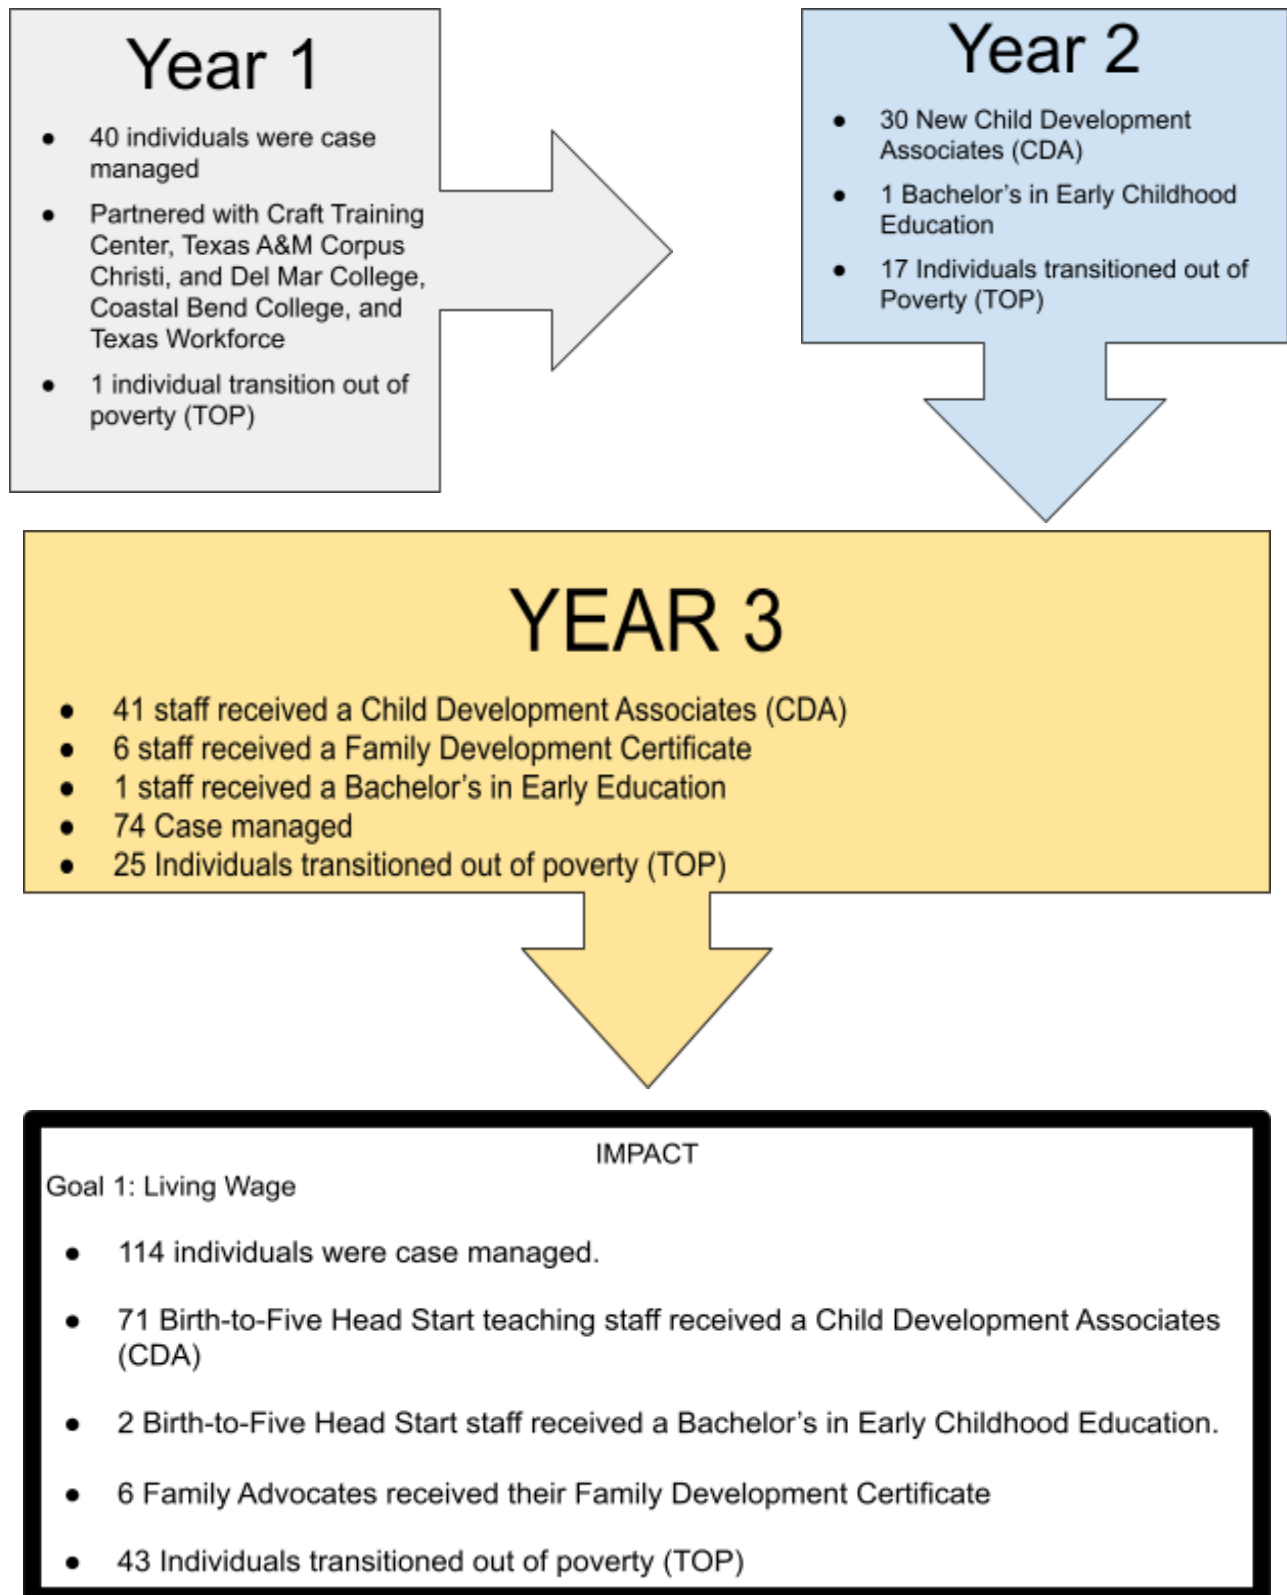 Year 1
● 40 individuals were case
managed
● Partnered with Craft Training
Center, Texas A&M Corpus
Christi, and Del Mar College,
Coastal Bend College, and
Texas Workforce
● 1 individual transition out of
poverty (TOP)
Year 2
● 30 New Child Development
Associates (CDA)
● 1 Bachelor's in Early Childhood
Education
● 17 Individuals transitioned out of
Poverty (TOP)
YEAR 3
● 41 staff received a Child Development Associates (CDA)
● 6 staff received a Family Development Certificate
● 1 staff received a Bachelor's in Early Education
● 74 Case managed
● 25 Individuals transitioned out of poverty (TOP)
IMPACT
Goal 1: Living Wage
● 114 individuals were case managed.
● 71 Birth-to-Five Head Start teaching staff received a Child Development Associates
(CDA)
● 2 Birth-to-Five Head Start staff received a Bachelor's in Early Childhood Education.
● 6 Family Advocates received their Family Development Certificate
● 43 Individuals transitioned out of poverty (TOP)